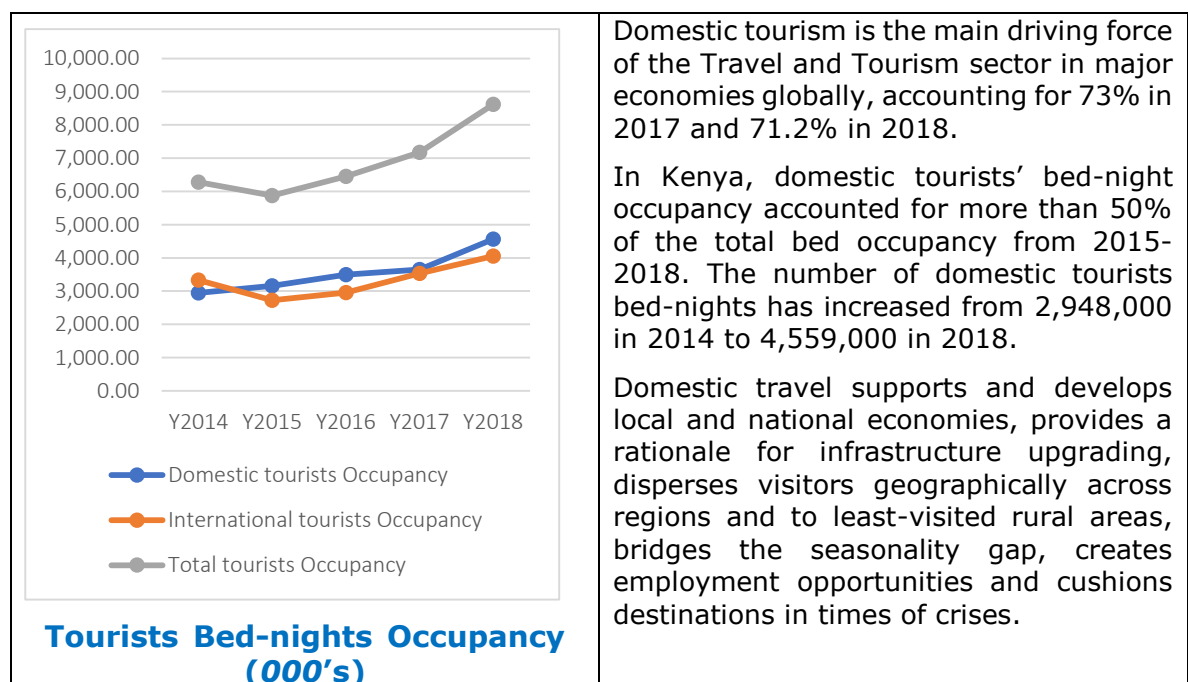 10,000.00
9,000.00
8,000.00
7,000.00
6,000.00
5,000.00
4,000.00
3,000.00
2,000.00
1,000.00
0.00
Y2014 Y2015 Y2016 Y2017 Y2018
Domestic tourists Occupancy
International tourists Occupancy
Total tourists Occupancy
Tourists Bed-nights Occupancy
(000's)
Domestic tourism is the main driving force
of the Travel and Tourism sector in major
economies globally, accounting for 73% in
2017 and 71.2% in 2018.
In Kenya, domestic tourists’ bed-night
occupancy accounted for more than 50%
of the total bed occupancy from 2015-
2018. The number of domestic tourists
bed-nights has increased from 2,948,000
in 2014 to 4,559,000 in 2018.
Domestic travel supports and develops
local and national economies, provides a
rationale for infrastructure upgrading,
disperses visitors geographically across
regions and to least-visited rural areas,
bridges the seasonality gap, creates
employment opportunities and cushions
destinations in times of crises.